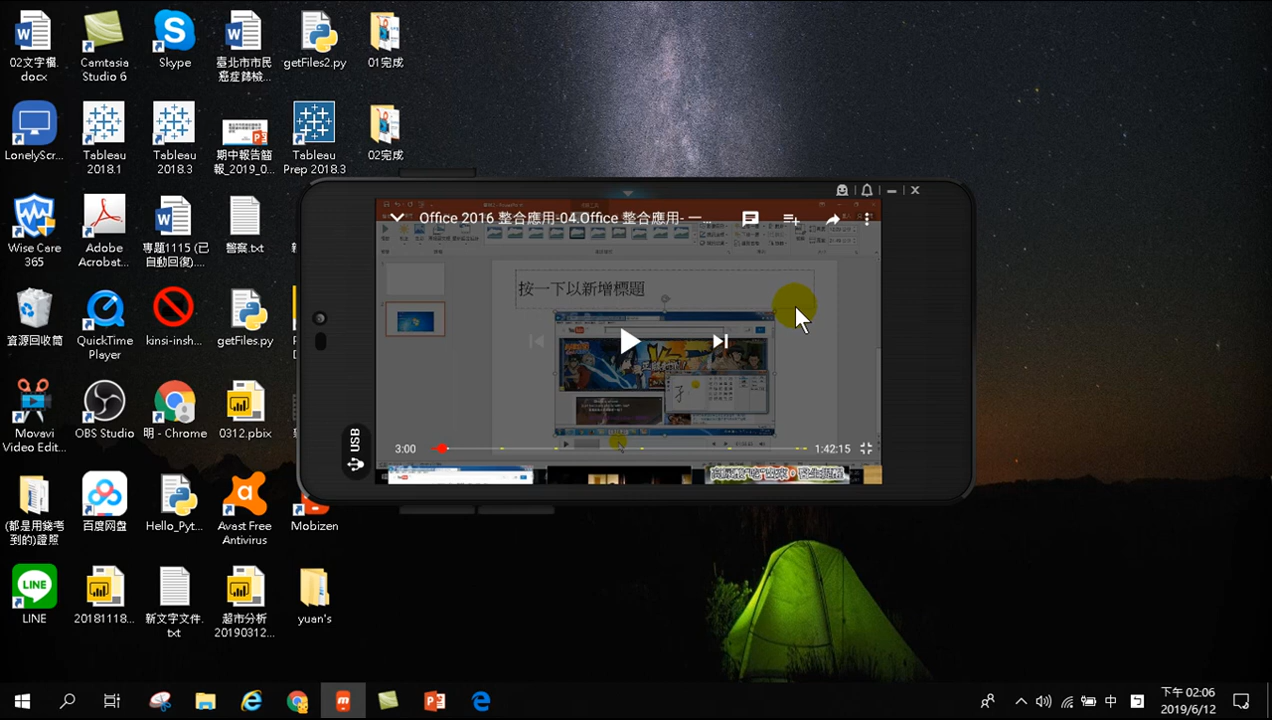 02文字檔.
docx
Camtasia
Studio 6
Skype
臺北市市民
癌症篩檢...
getFiles2.py
01完成
LonelyScr...
Tableau
2018.1
Tableau
2018.3
期中報告簡
報_2019_0...
Tableau
Prep 2018.3
02完成
Wise Care
365
Adobe
Acrobat...
專題1115 (已
自動回復)....
警察.txt
資源回收筒
QuickTime
Player
kinsi-insh...
getFiles.py
Movavi
Video Edit...
OBS Studio
明 - Chrome
0312.pbix
(都是用錢考
到的)證照
百度网盘
Hello_Pyt...
Avast Free
Antivirus
Mobizen
LINE
LINE
20181118...
新文字文件.
txt
超市分析
20190312...
yuan's
Office 2016 整合應用-04.Office 整合應用- 一...
按一下以新增標題
3:00
1:42:15
USB
中
下午 02:06
2019/6/12